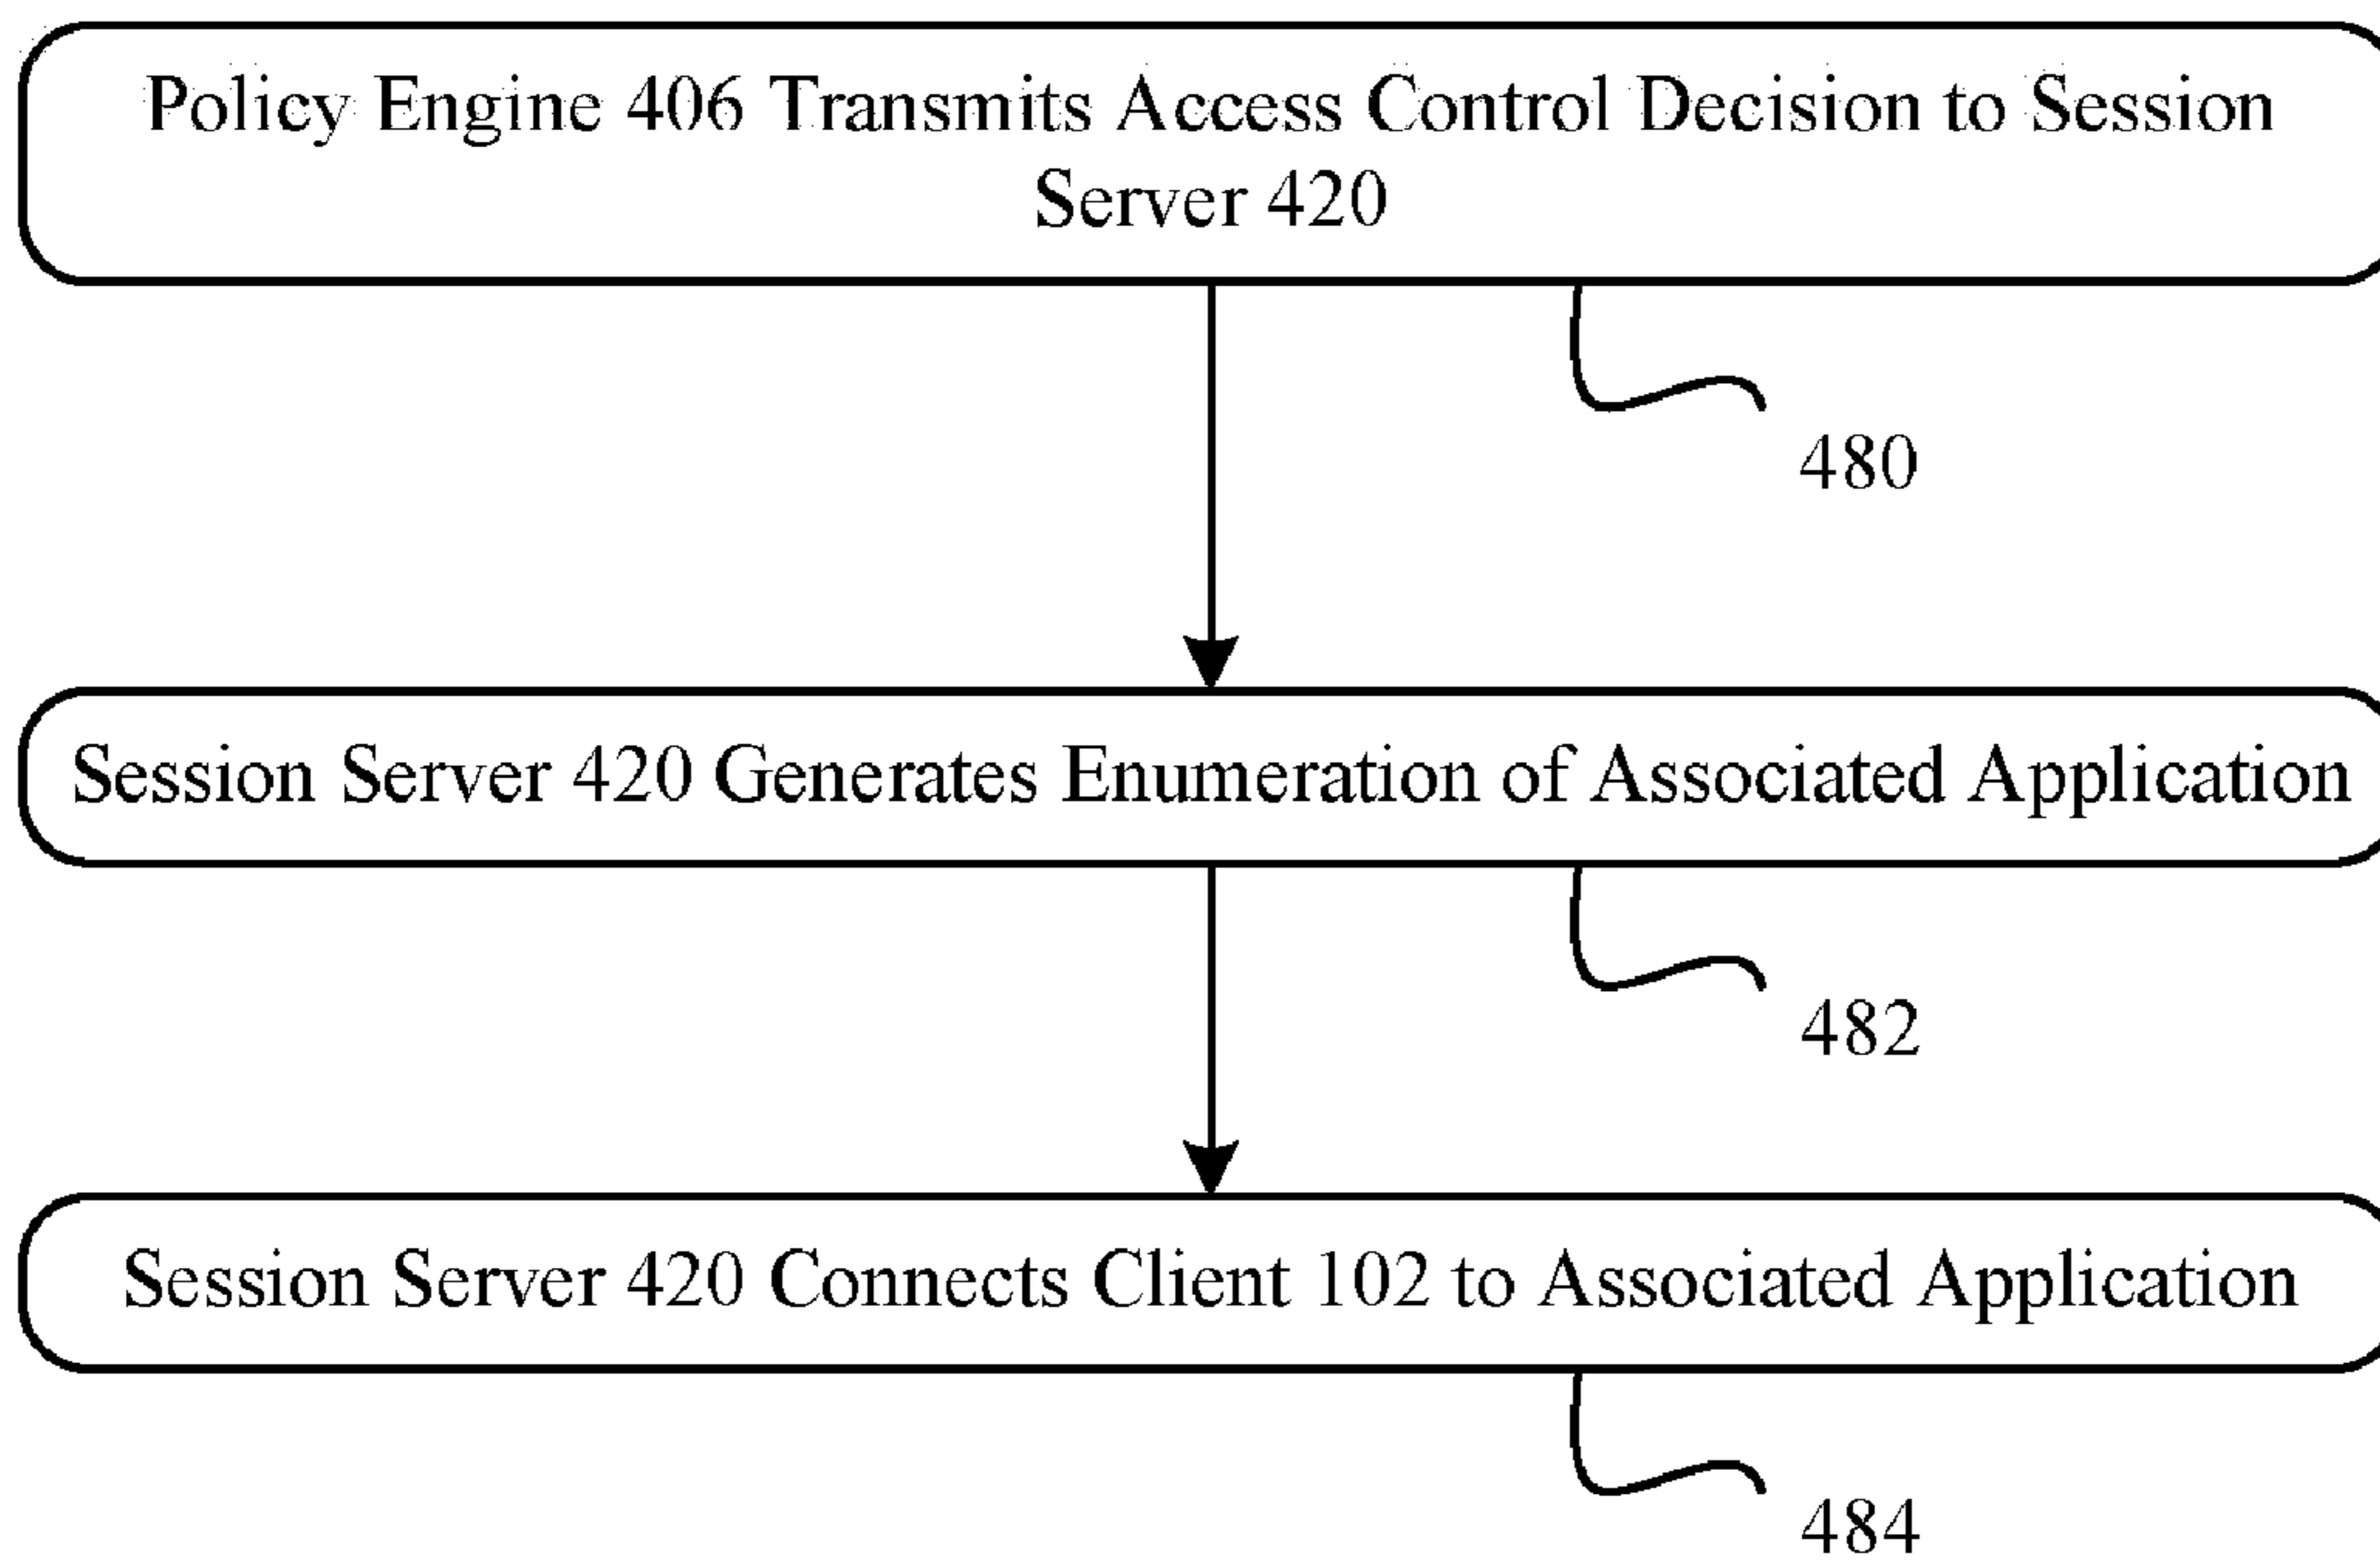 Policy Engine 406 Transmits Access Control Decision to Session
Server 420
480
Session Server 420 Generates Enumeration of Associated Application
482
Session Server 420 Connects Client 102 to Associated Application
484